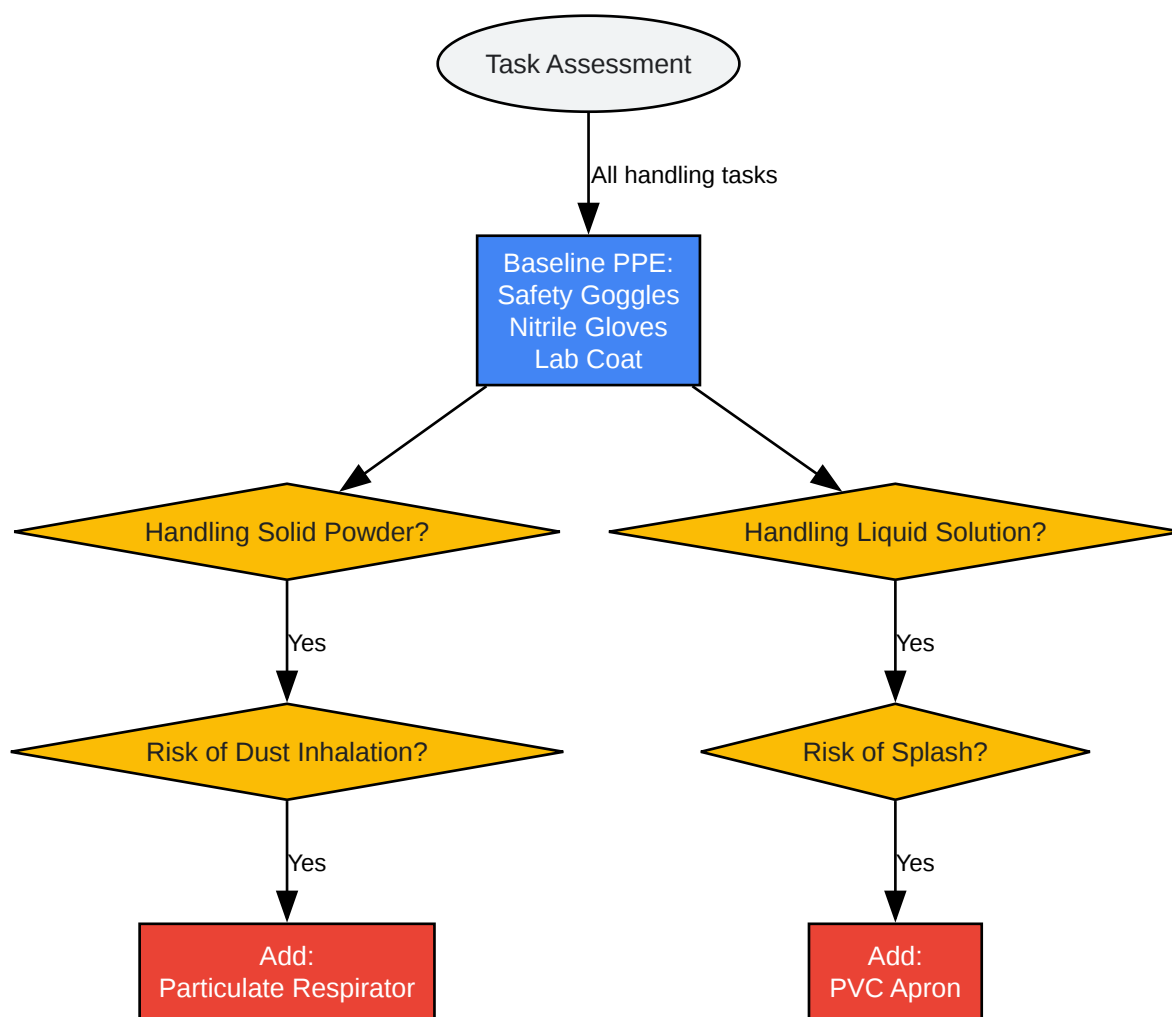 Task Assessment
All handling tasks
Baseline PPE:
Safety Goggles
Nitrile Gloves
Lab Coat
Handling Solid Powder?
Handling Liquid Solution?
Yes
Yes
Risk of Dust Inhalation?
Risk of Splash?
Yes
Yes
Add:
Particulate Respirator
Add:
PVC Apron